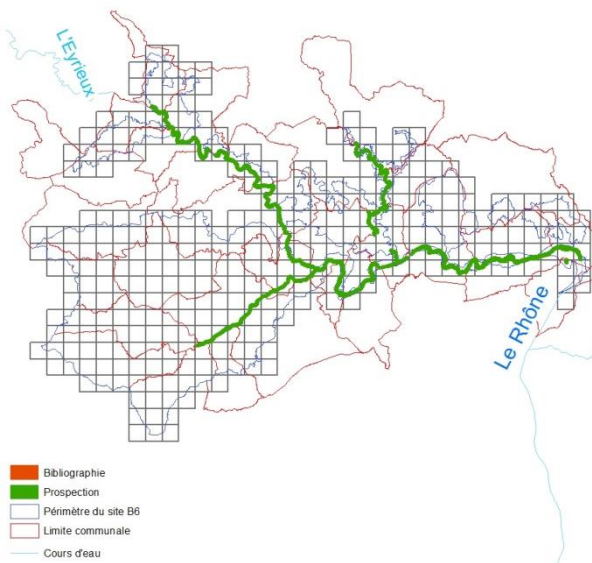 L'Eyrieux
Le Rhône
Bibliographie
Prospection
Périmètre du site B6
Limite communale
Cours d'eau